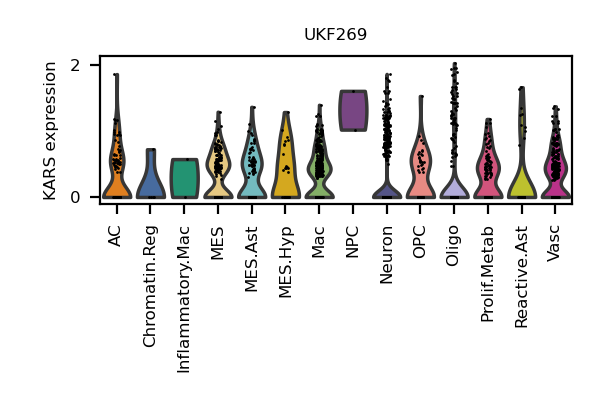 UKF269
KARS expression
2
0
AC
Chromatin.Reg
Inflammatory.Mac
MES
MES.Ast
MES.Hyp
Mac
NPC
Neuron
OPC
Oligo
Prolif.Metab
Reactive.Ast
Vasc